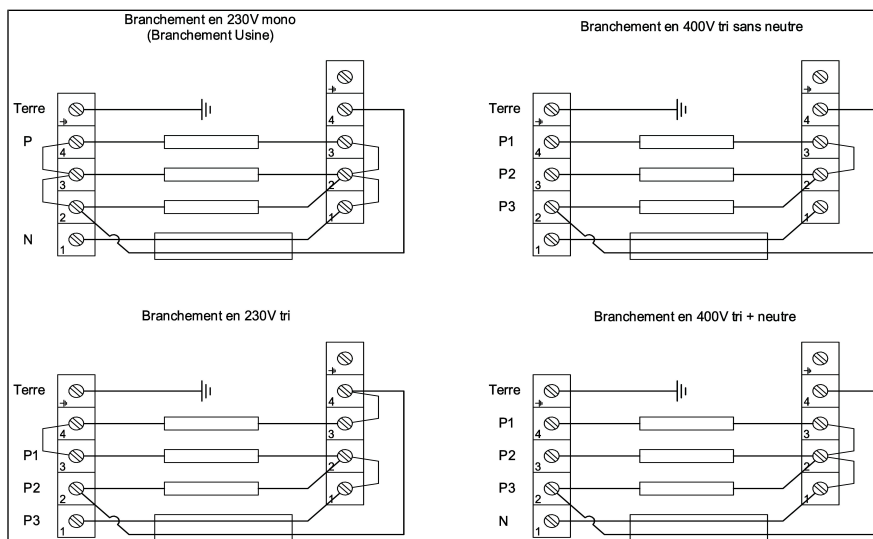 Branchement en 230V mono
(Branchement Usine)
Terre
P
N
4
3
2
1
4
3
2
1
Branchement en 400V tri sans neutre
Terre
P1
P2
P3
4
3
2
1
4
3
2
1
Branchement en 230V tri
Terre
P1
P2
P3
4
3
2
1
4
3
2
1
Branchement en 400V tri + neutre
Terre
P1
P2
P3
N
4
3
2
1
4
3
2
1